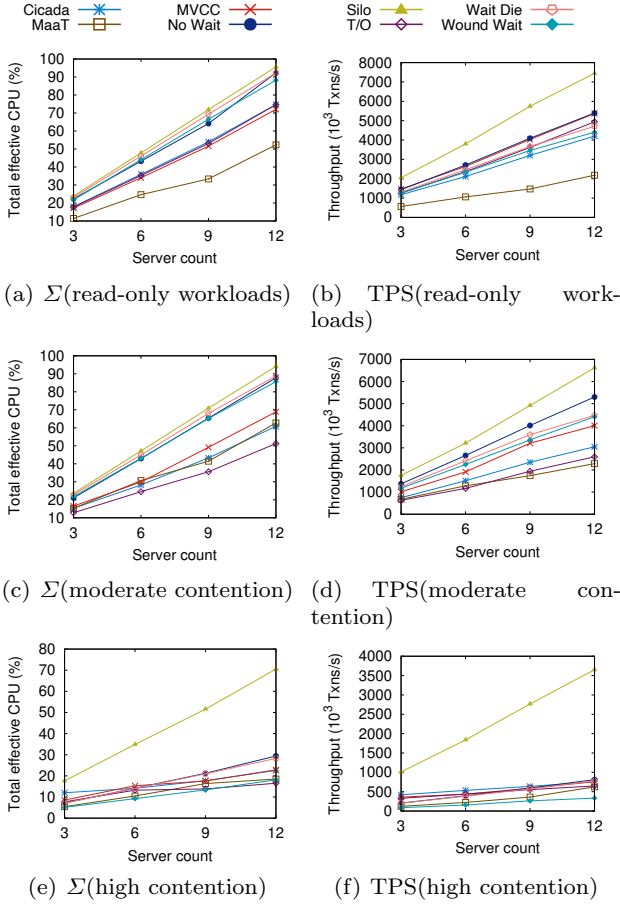 Cicada MVCC Silo Wait Die
MaaT No Wait T/O Wound Wait
Total effective CPU (%)
100
90
80
70
60
50
40
30
20
10
3 6 9 12
Server count
(a) Σ(read-only workloads)
Throughput (10³ Txns/s)
8000
7000
6000
5000
4000
3000
2000
1000
0
3 6 9 12
Server count
(b) TPS(read-only work-
loads)
Total effective CPU (%)
100
90
80
70
60
50
40
30
20
10
3 6 9 12
Server count
(c) Σ(moderate contention)
Throughput (10³ Txns/s)
7000
6000
5000
4000
3000
2000
1000
0
3 6 9 12
Server count
(d) TPS(moderate con-
tention)
Total effective CPU (%)
80
70
60
50
40
30
20
10
0
3 6 9 12
Server count
(e) Σ(high contention)
Throughput (10³ Txns/s)
4000
3500
3000
2500
2000
1500
1000
500
0
3 6 9 12
Server count
(f) TPS(high contention)